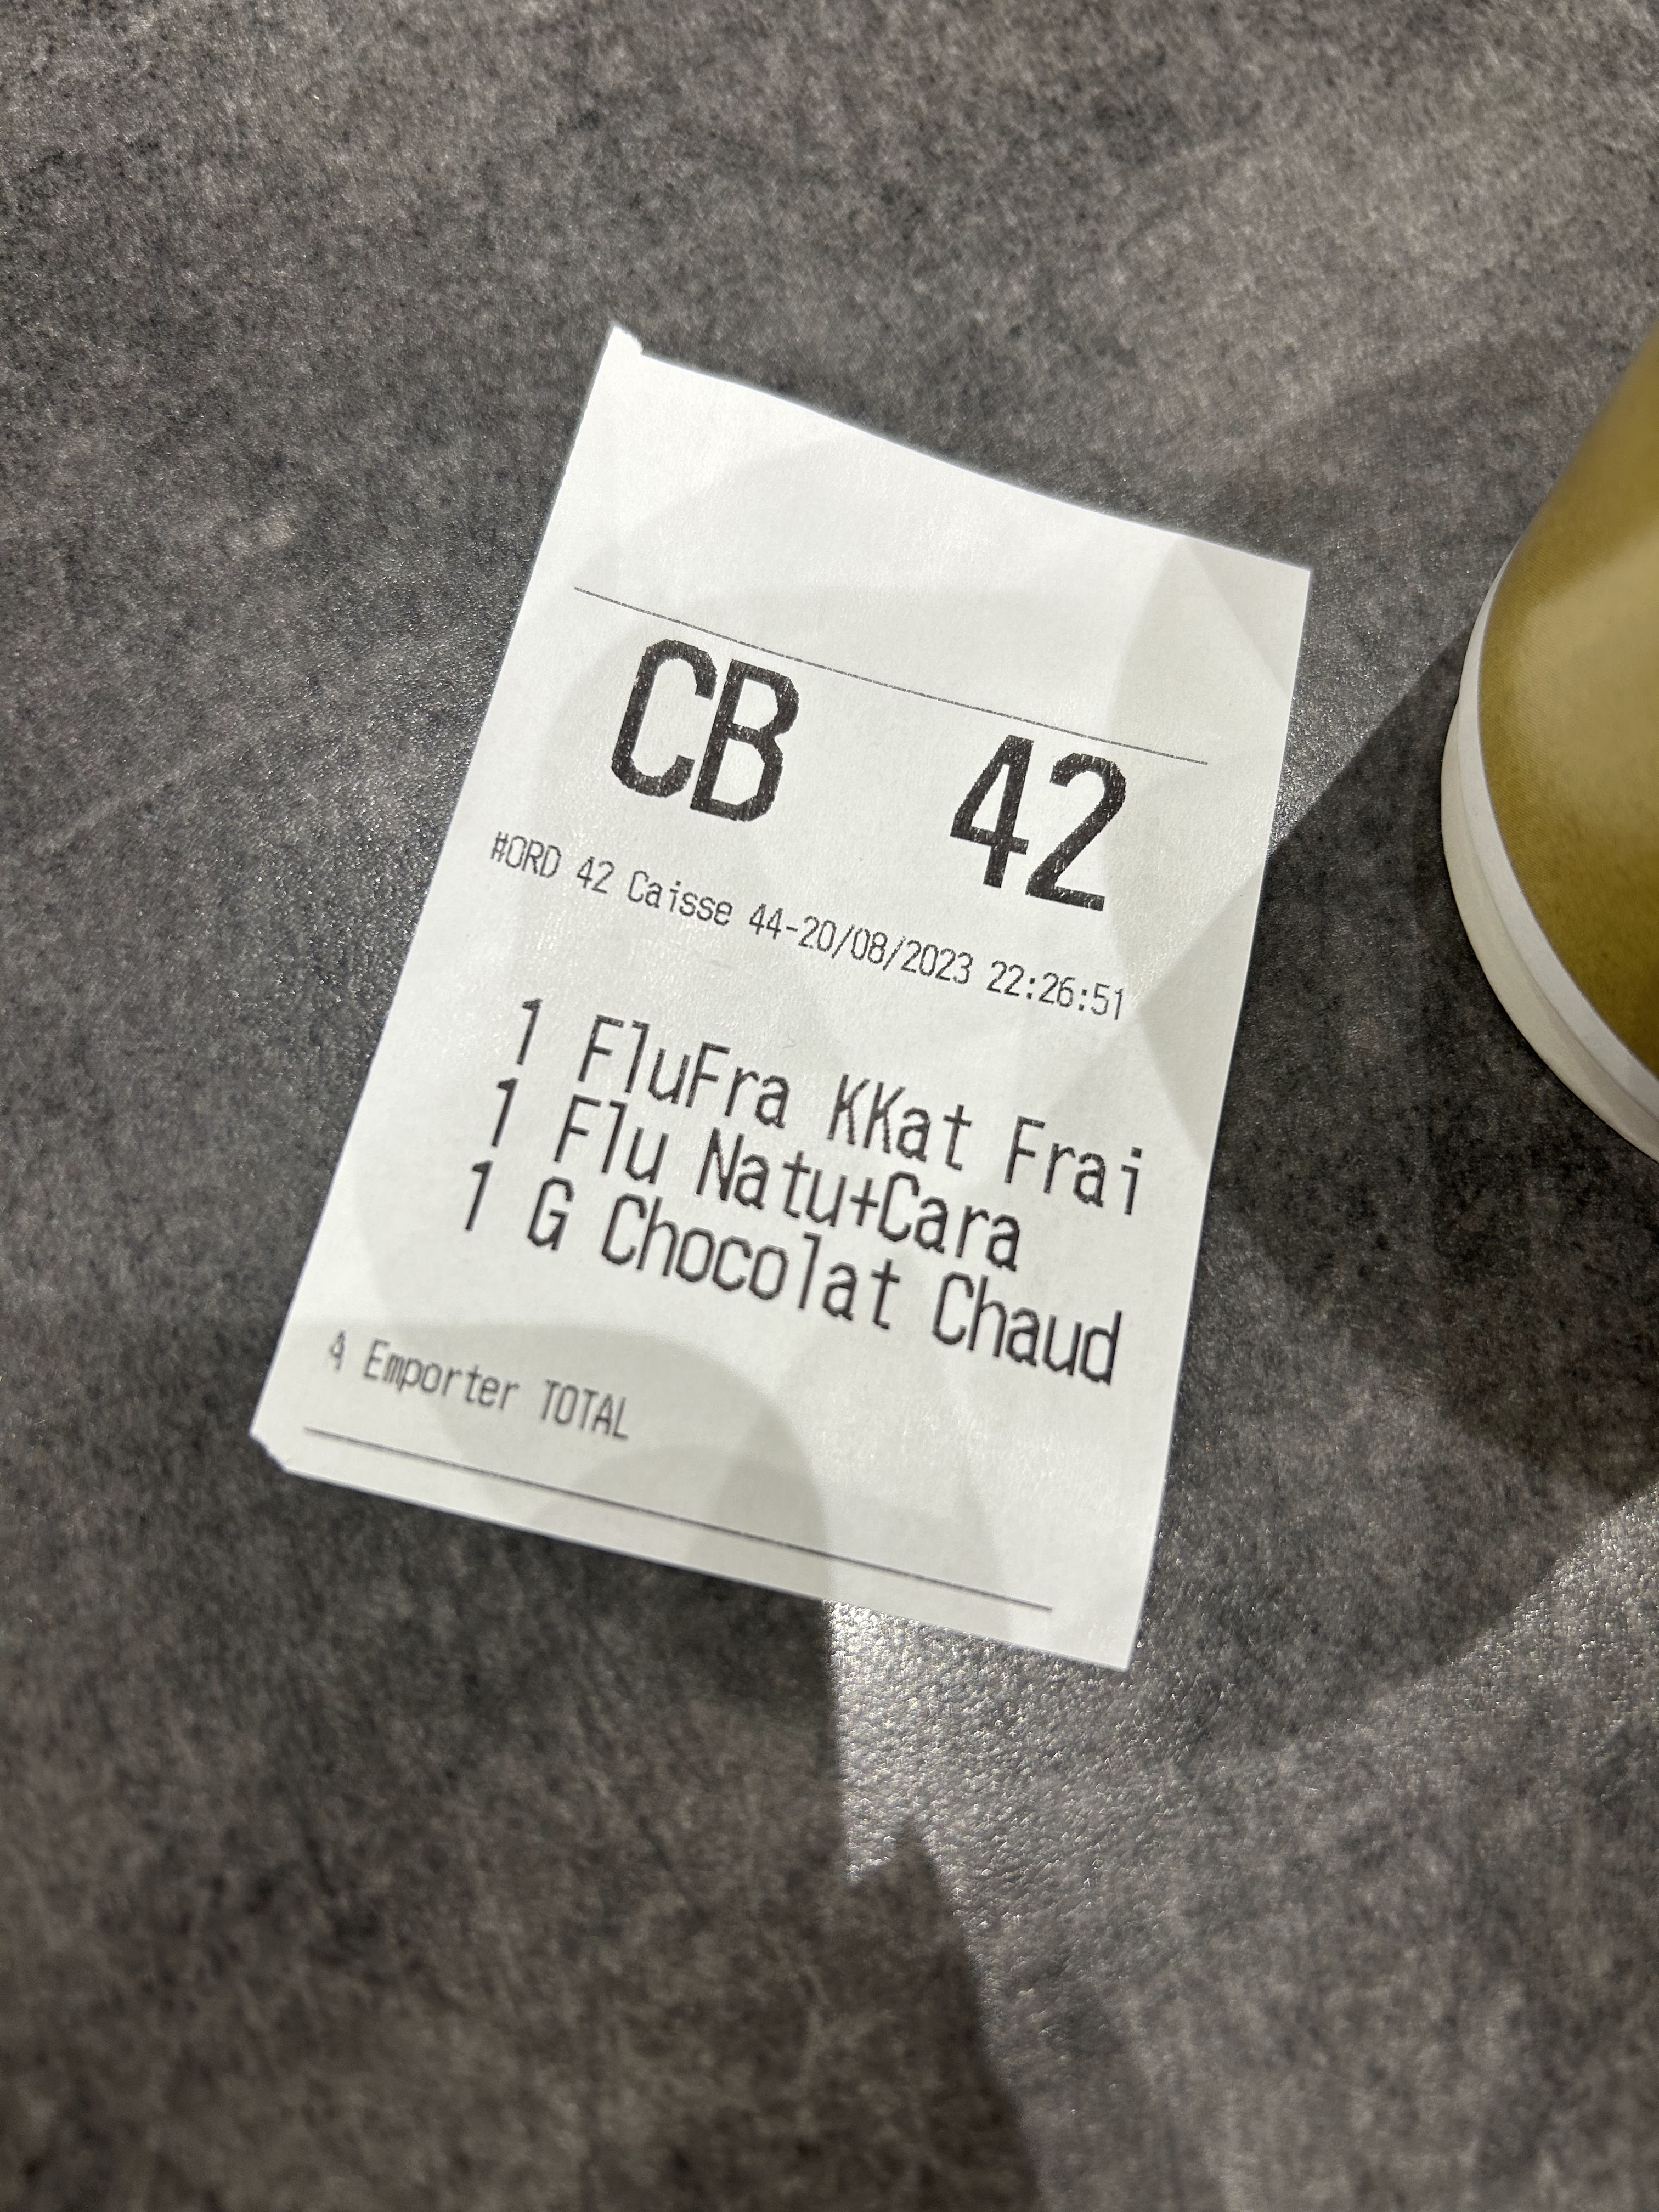 CB 42
#ORD 42 Caisse 44-20/08/2023 22:26:51
1 FluFra KKat Frai
1 Flu Natu+Cara
1 G Chocolat Chaud
A Emporter TOTAL